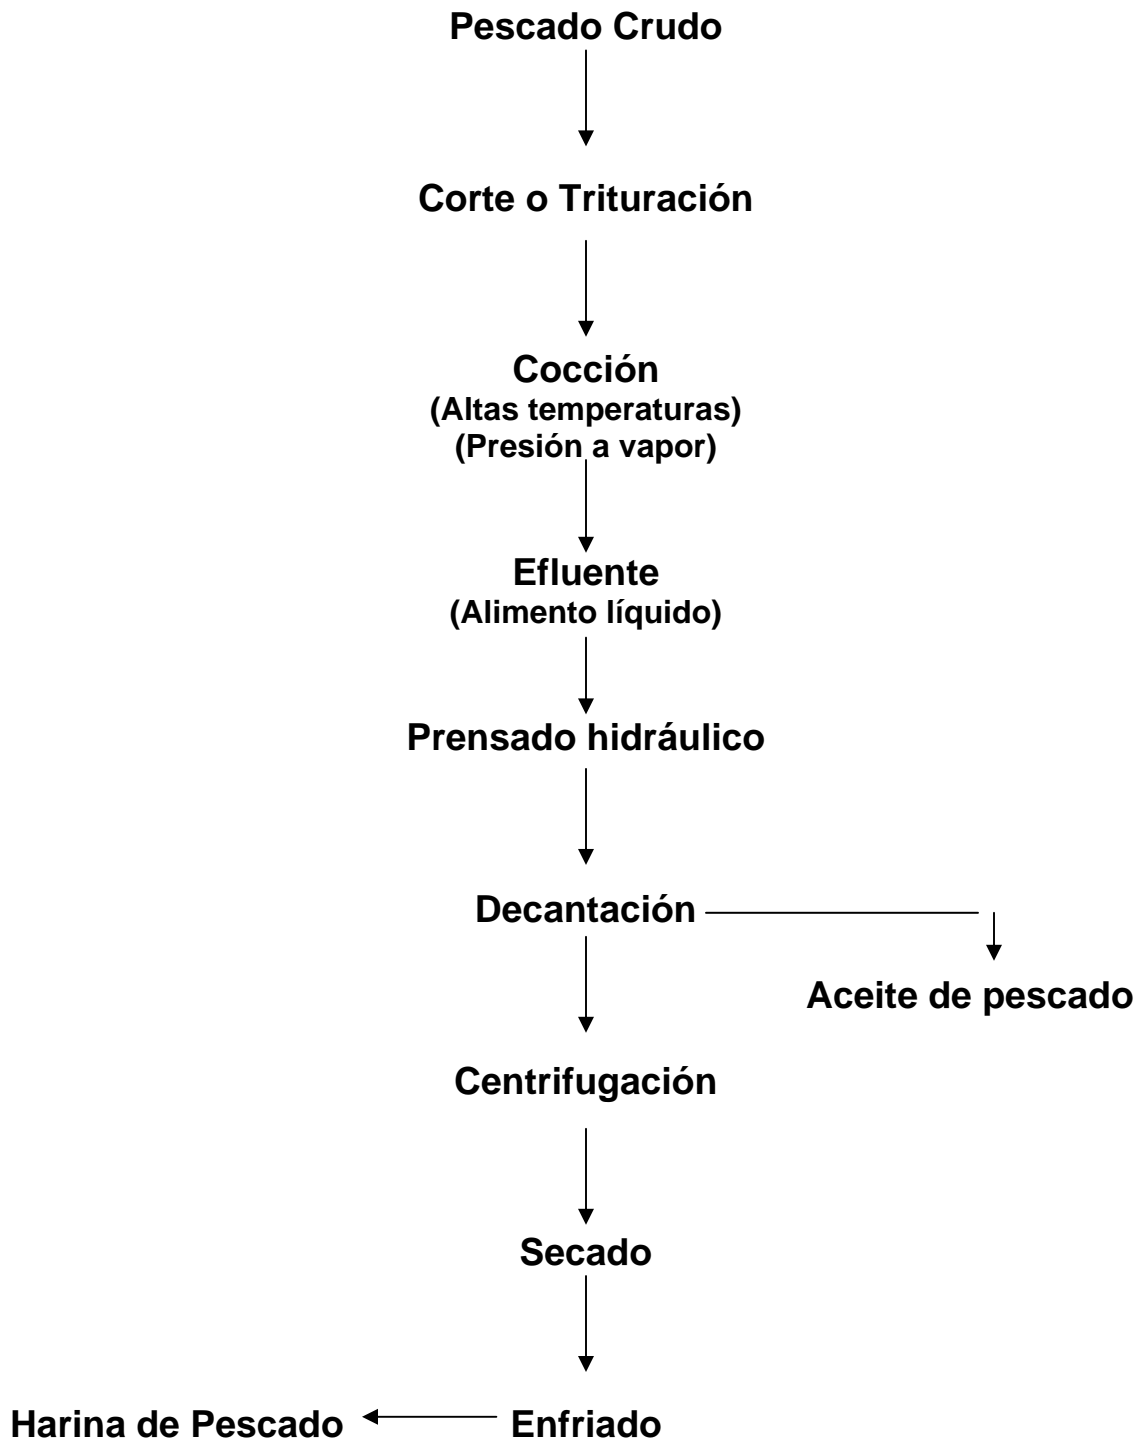 Pescado Crudo
Corte o Trituración
Cocción
(Altas temperaturas)
(Presión a vapor)
Efluente
(Alimento líquido)
Prensado hidráulico
Decantación
Aceite de pescado
Centrifugación
Secado
Harina de Pescado Enfriado